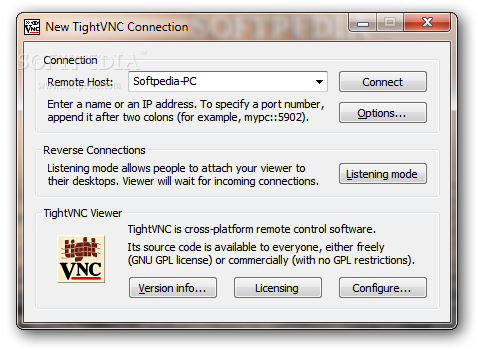 New TightVNC Connection
SOFTPEDIA
Connection
Remote Host: Softpedia-PC Connect
Enter a name or an IP address. To specify a port number,
append it after two colons (for example, mypc::5902). Options...
Reverse Connections
Listening mode allows people to attach your viewer to
their desktops. Viewer will wait for incoming connections. Listening mode
TightVNC Viewer
TightVNC is cross-platform remote control software.
Its source code is available to everyone, either freely
(GNU GPL license) or commercially (with no GPL restrictions).
tight
VNC
Version info... Licensing Configure...